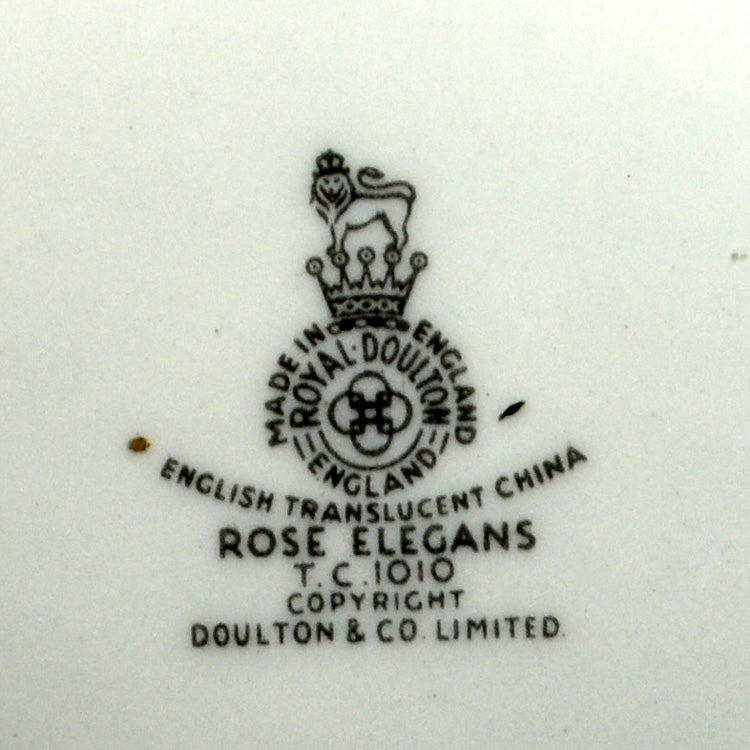 MADE IN ENGLAND
ROYAL·DOULTON
ENGLAND
ENGLISH TRANSLUCENT CHINA
ROSE ELEGANS
T.C.1010
COPYRIGHT
DOULTON & CO. LIMITED.